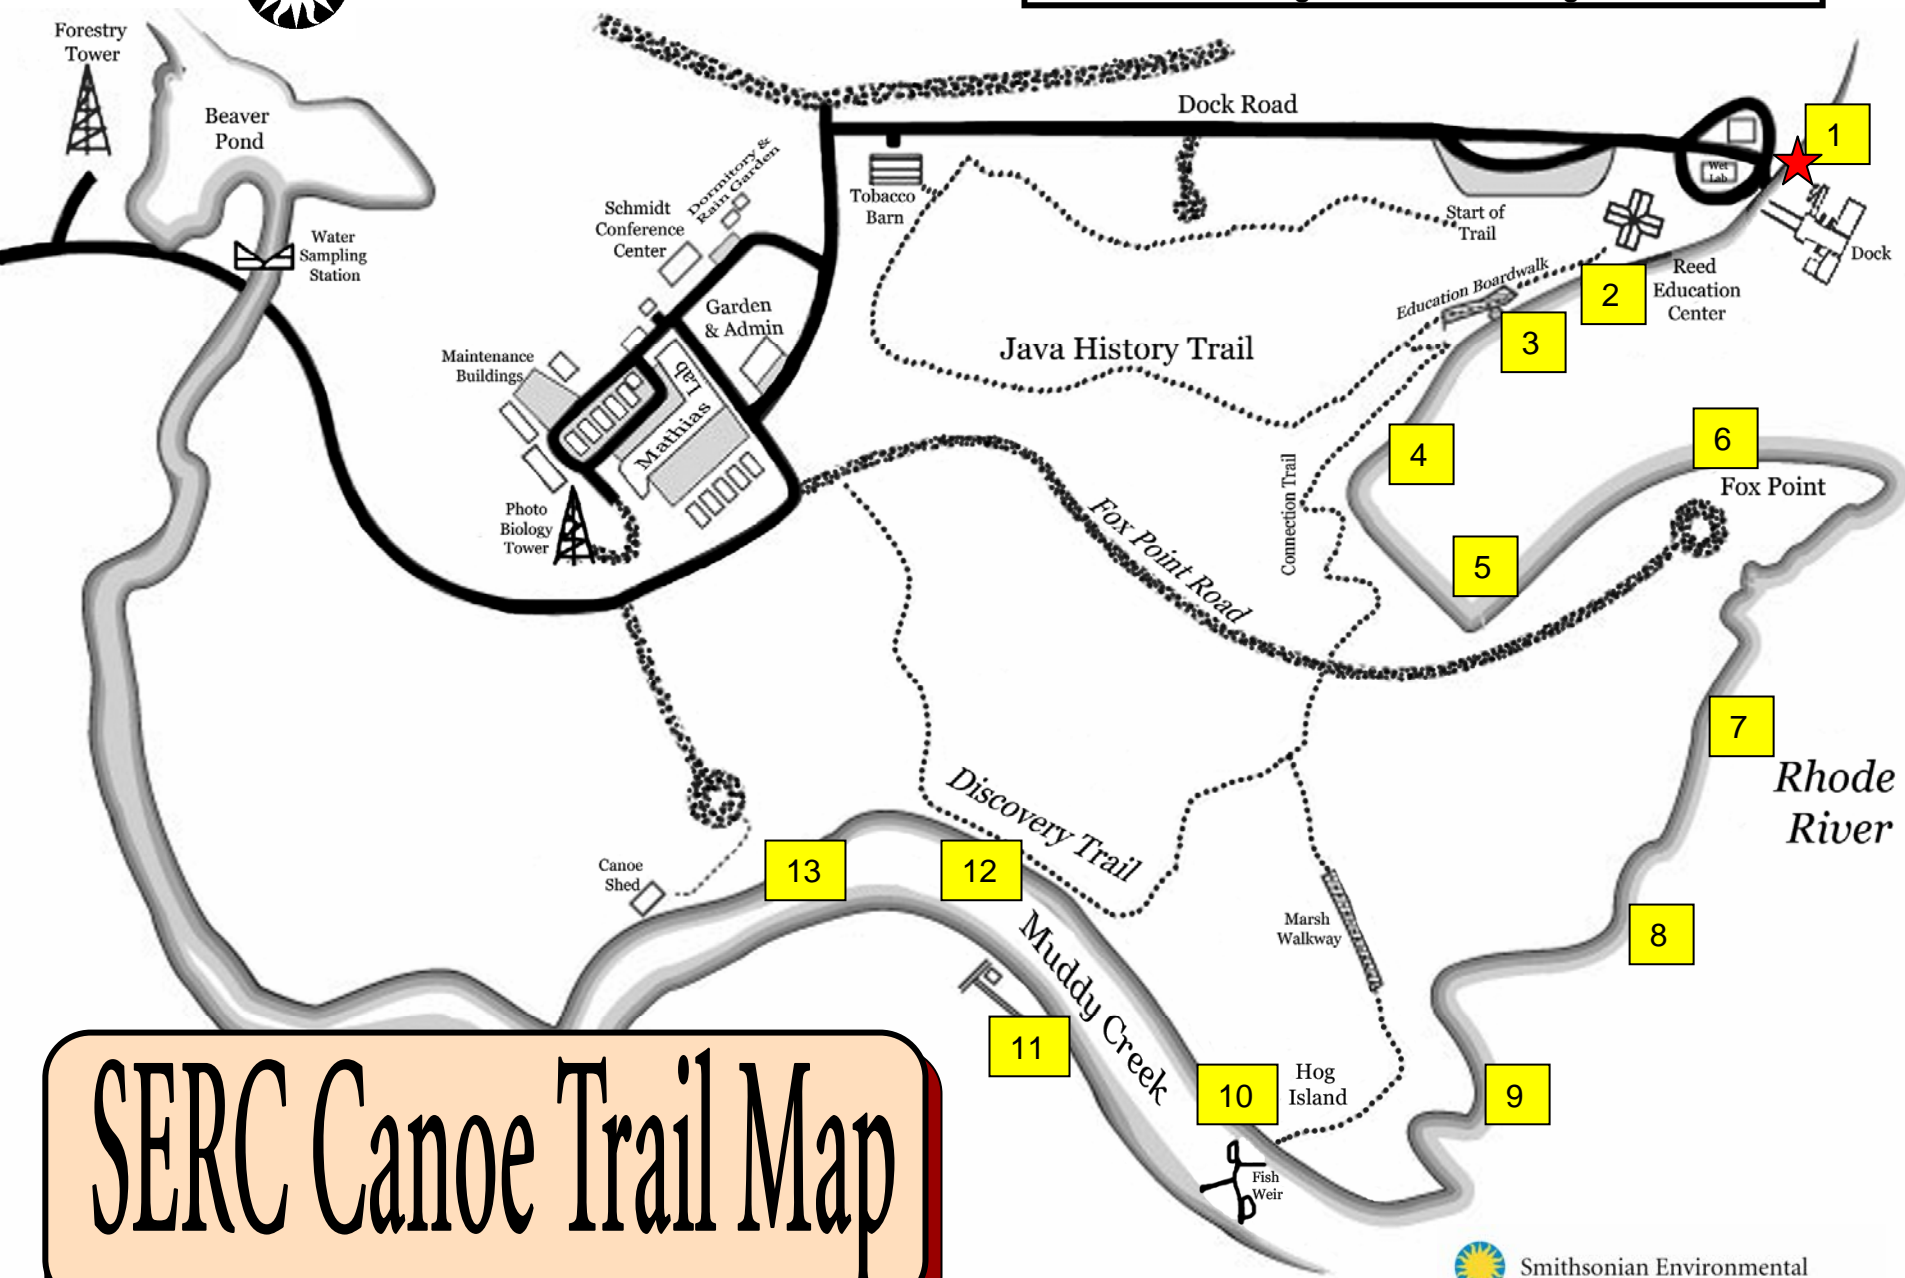 Forestry
Tower
Beaver
Pond
Water
Sampling
Station
Dock Road
1
Wet
Lab
Dormitory &
Rain Garden
Schmidt
Conference
Center
Tobacco
Barn
Start of
Trail
Dock
Reed
Education
Center
2
Education Boardwalk
3
Garden
& Admin
Java History Trail
Maintenance
Buildings
Mathias
Lab
4
6
Fox Point
Connection Trail
Photo
Biology
Tower
Fox Point Road
5
7
Rhode
River
Discovery Trail
Canoe
Shed
13
12
Marsh
Walkway
8
Muddy Creek
11
10
Hog
Island
9
Fish
Weir
SERC Canoe Trail Map
Smithsonian Environmental